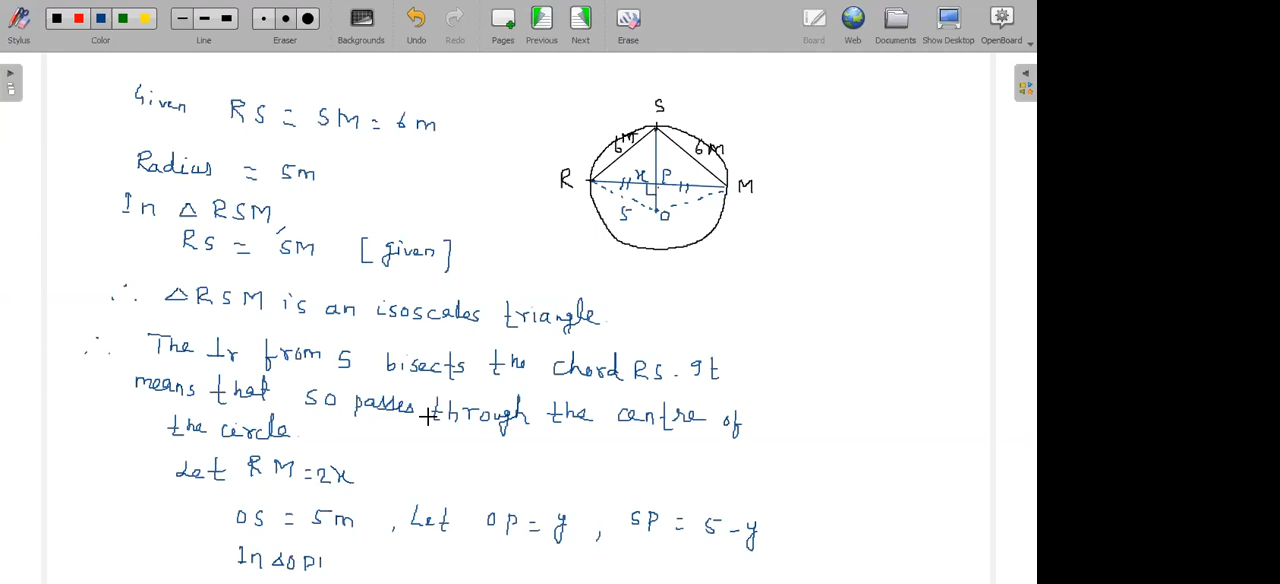 Stylus Color Line Eraser Backgrounds Undo Redo Pages Previous Next Erase Board Web Documents Show Desktop OpenBoard
Given RS = SM = 6m
Radius = 5m
In △ RSM,
RS = SM [given]
∴ △RSM is an isoscales triangle.
∴ The ⊥r from S bisects the chord RS. It
means that SO passes through the centre of
the circle.
Let RM = 2x
OS = 5m, Let OP = y, SP = 5 - y
In △OP
S
6M 6M
R x P M
5 O